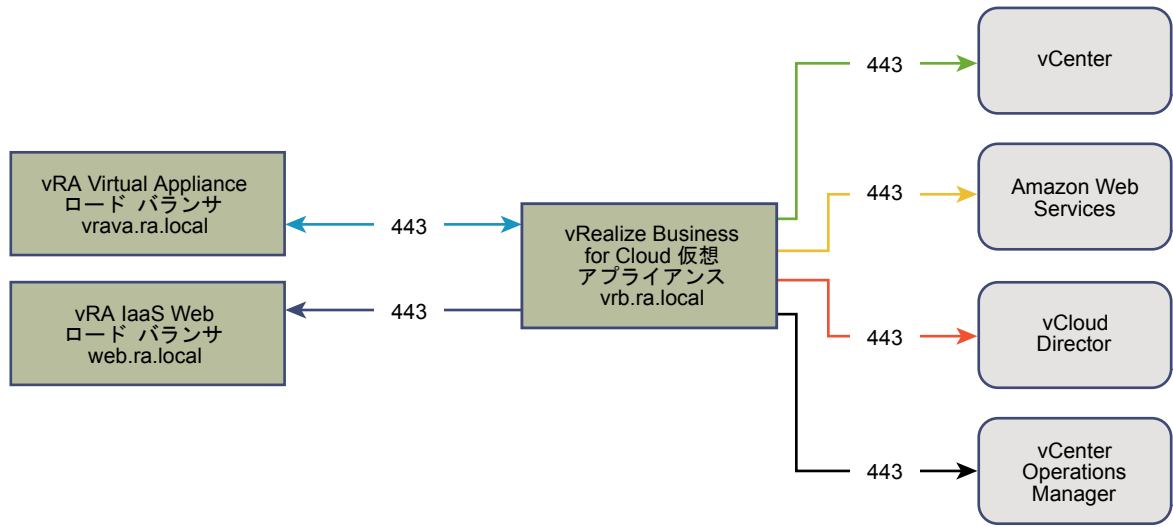 vRA Virtual Appliance
ロード バランサ
vrava.ra.local
443
vRA IaaS Web
ロード バランサ
web.ra.local
443
vRealize Business
for Cloud 仮想
アプライアンス
vrb.ra.local
443
vCenter
443
Amazon Web
Services
443
vCloud
Director
443
vCenter
Operations
Manager